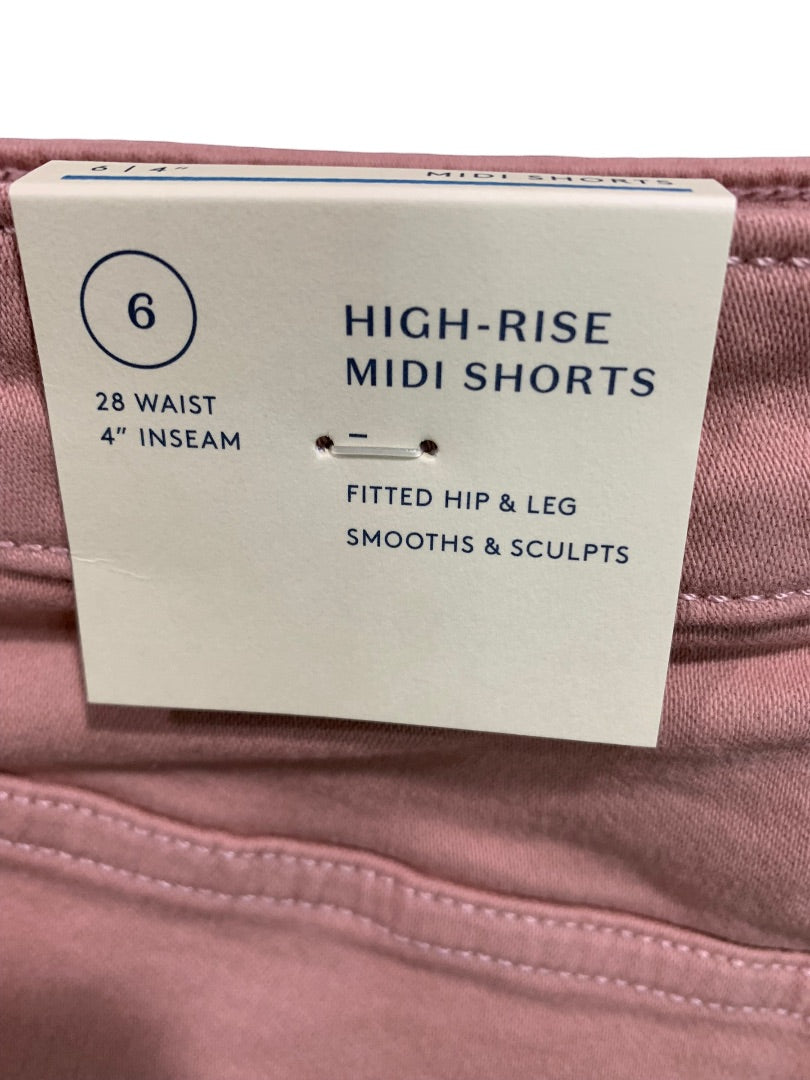 6 | 4" MIDI SHORTS
6
28 WAIST
4" INSEAM
HIGH-RISE
MIDI SHORTS
–
FITTED HIP & LEG
SMOOTHS & SCULPTS